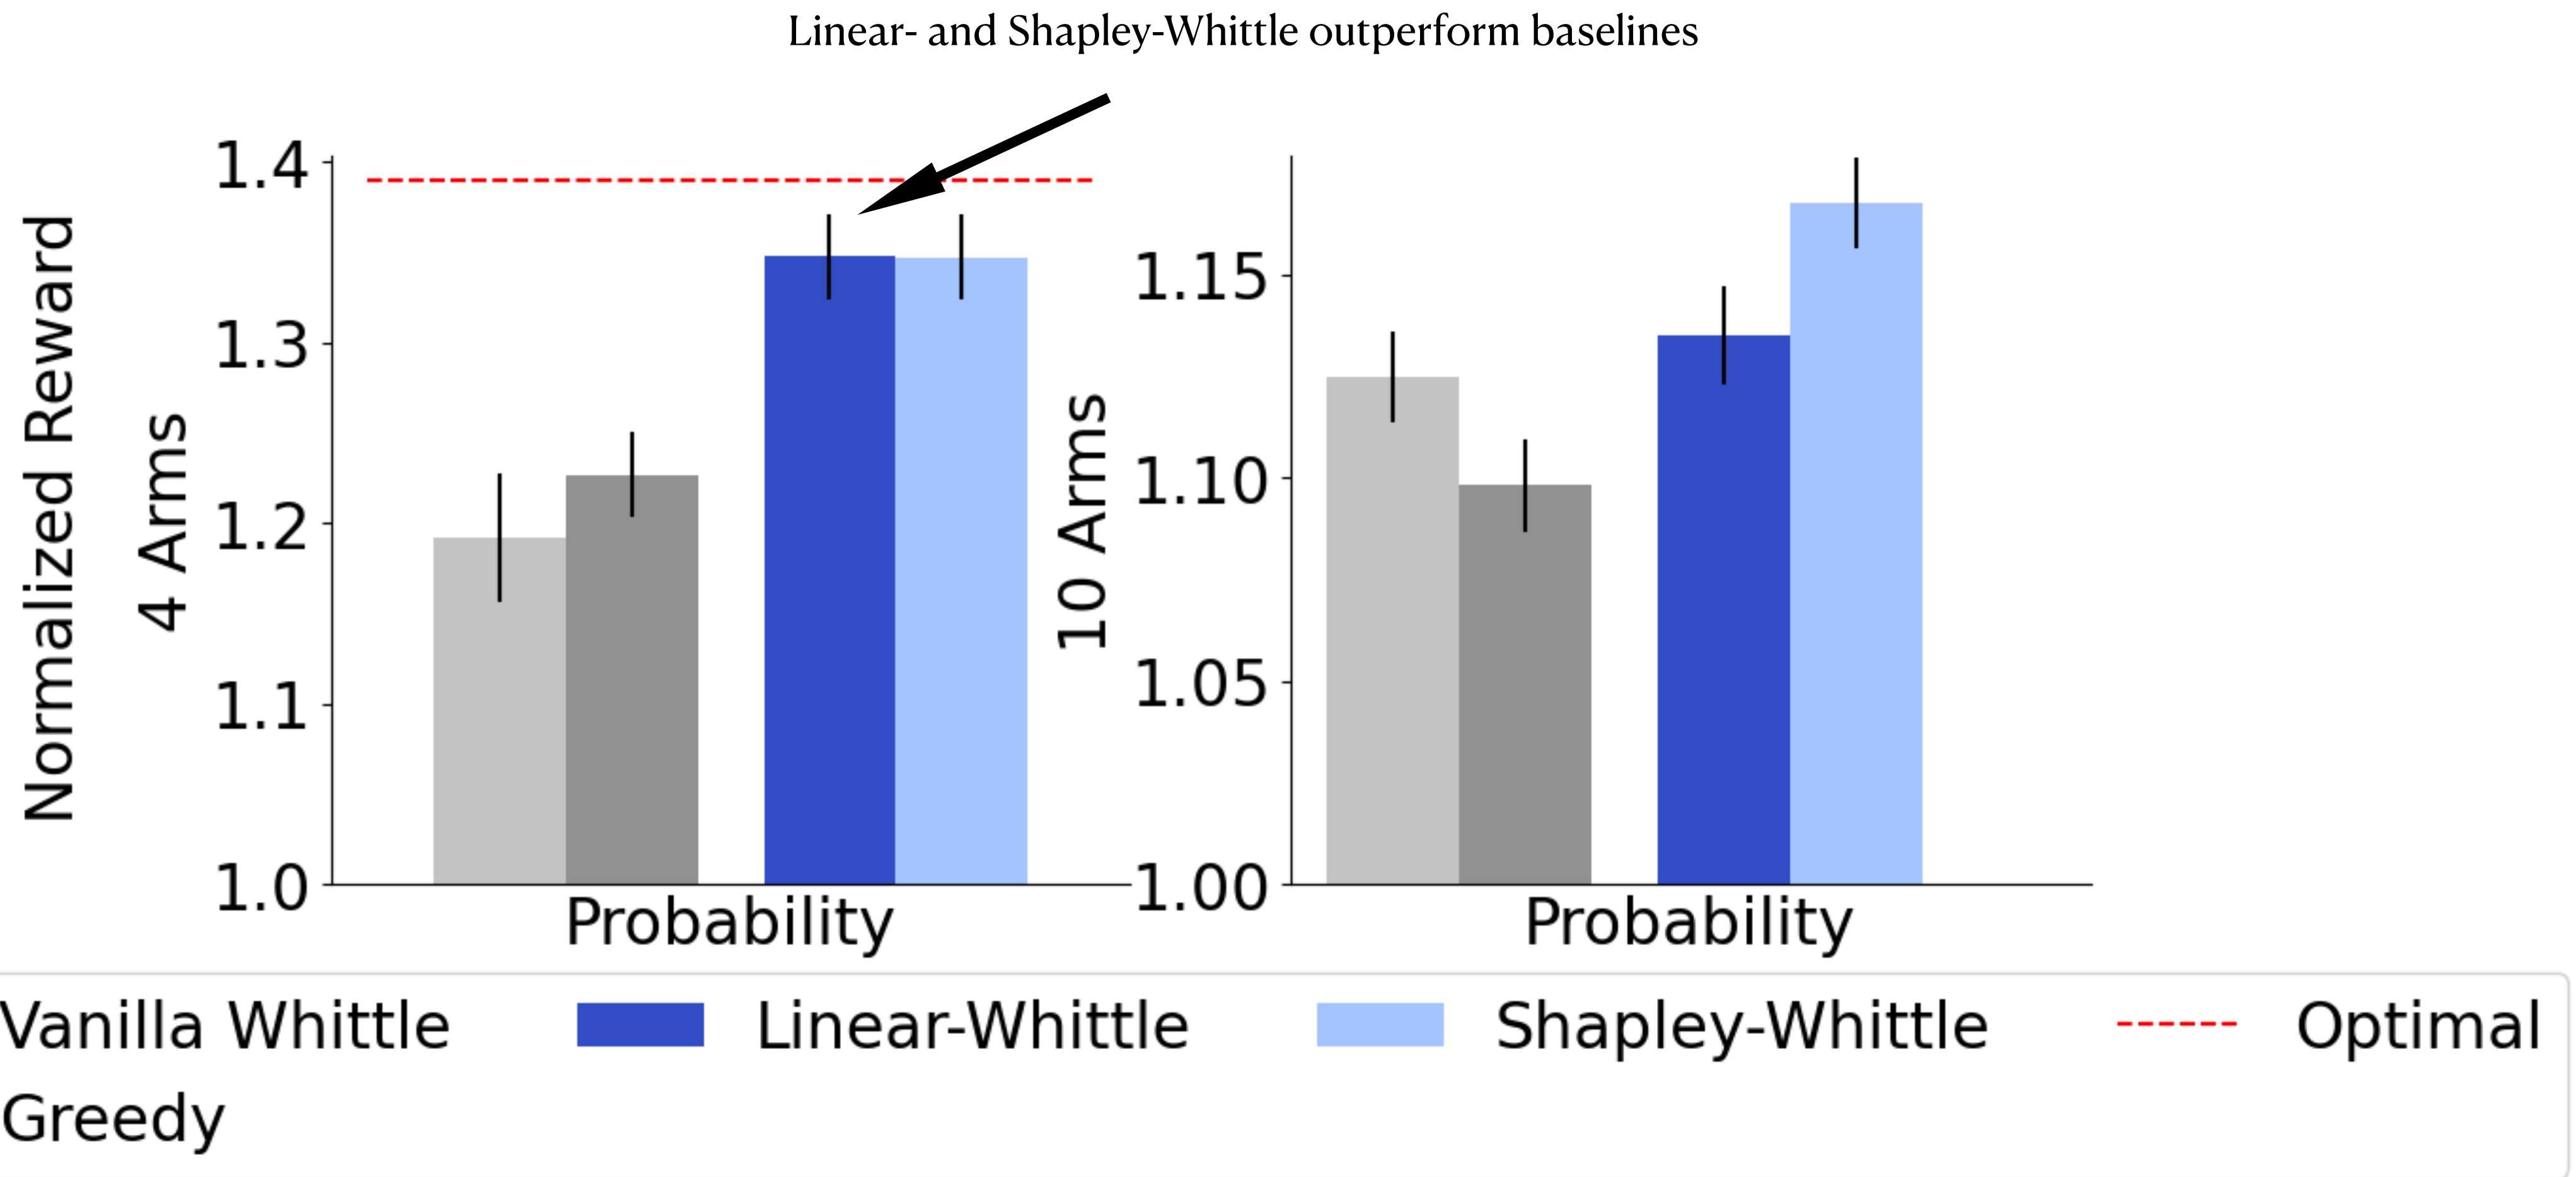 Linear- and Shapley-Whittle outperform baselines
Normalized Reward
4 Arms
1.4
1.3
1.2
1.1
1.0
Probability
10 Arms
1.15
1.10
1.05
1.00
Probability
Vanilla Whittle
Linear-Whittle
Shapley-Whittle
Optimal
Greedy